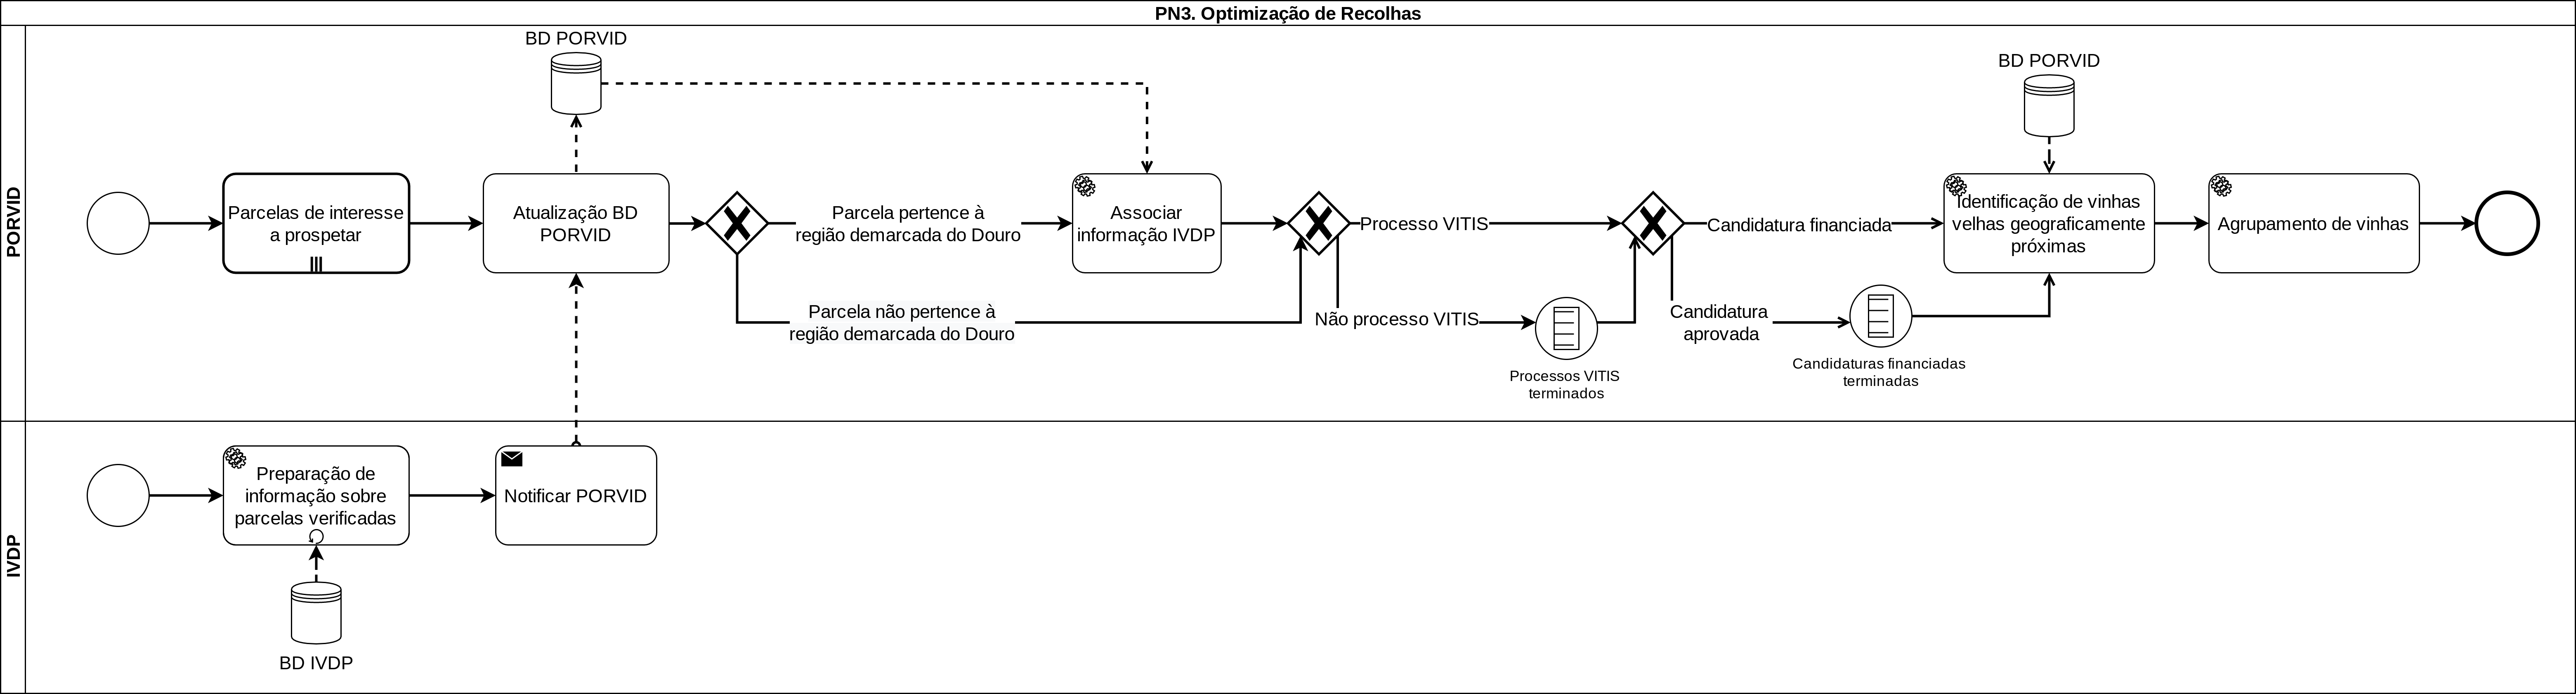 PN3. Optimização de Recolhas
PORVID
BD PORVID
BD PORVID
Parcelas de interesse
a prospetar
Atualização BD
PORVID
Parcela pertence à
região demarcada do Douro
Associar
informação IVDP
Processo VITIS
Candidatura financiada
Identificação de vinhas
velhas geograficamente
próximas
Agrupamento de vinhas
Parcela não pertence à
região demarcada do Douro
Não processo VITIS
Processos VITIS
terminados
Candidatura
aprovada
Candidaturas financiadas
terminadas
IVDP
Preparação de
informação sobre
parcelas verificadas
Notificar PORVID
BD IVDP